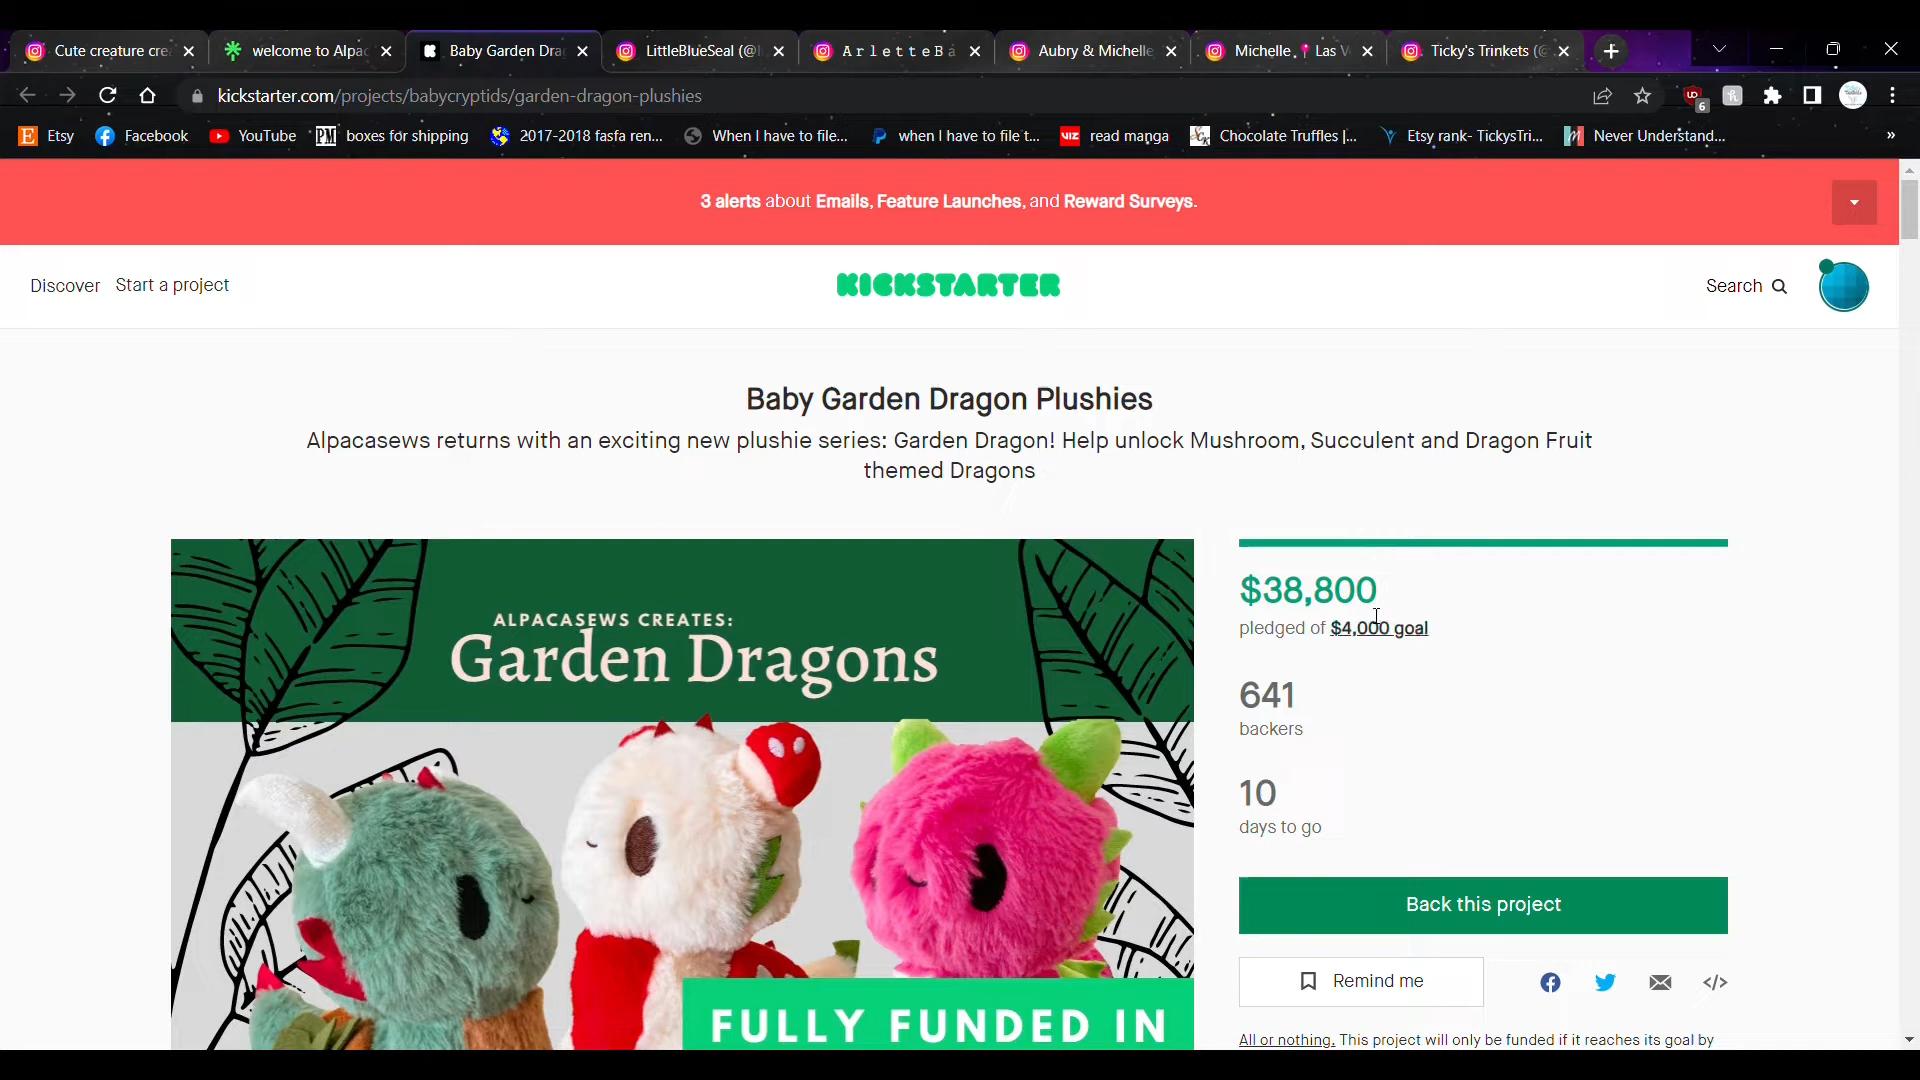 Cute creature cre
welcome to Alpac
Baby Garden Dra
LittleBlueSeal (@l
A r l e t t e B a
Aubry & Michelle
Michelle 📍 Las V
Ticky's Trinkets (@
kickstarter.com/projects/babycryptids/garden-dragon-plushies
6
Etsy
Facebook
YouTube
PM boxes for shipping
2017-2018 fasfa ren...
When I have to file...
when I have to file t...
VIZ read manga
Chocolate Truffles |...
Etsy rank- TickysTri...
Never Understand...
»
3 alerts about Emails, Feature Launches, and Reward Surveys.
Discover Start a project
KICKSTARTER
Search
Baby Garden Dragon Plushies
Alpacasews returns with an exciting new plushie series: Garden Dragon! Help unlock Mushroom, Succulent and Dragon Fruit
themed Dragons
ALPACASEWS CREATES:
Garden Dragons
FULLY FUNDED IN
$38,800
pledged of $4,000 goal
641
backers
10
days to go
Back this project
Remind me
</>
All or nothing. This project will only be funded if it reaches its goal by